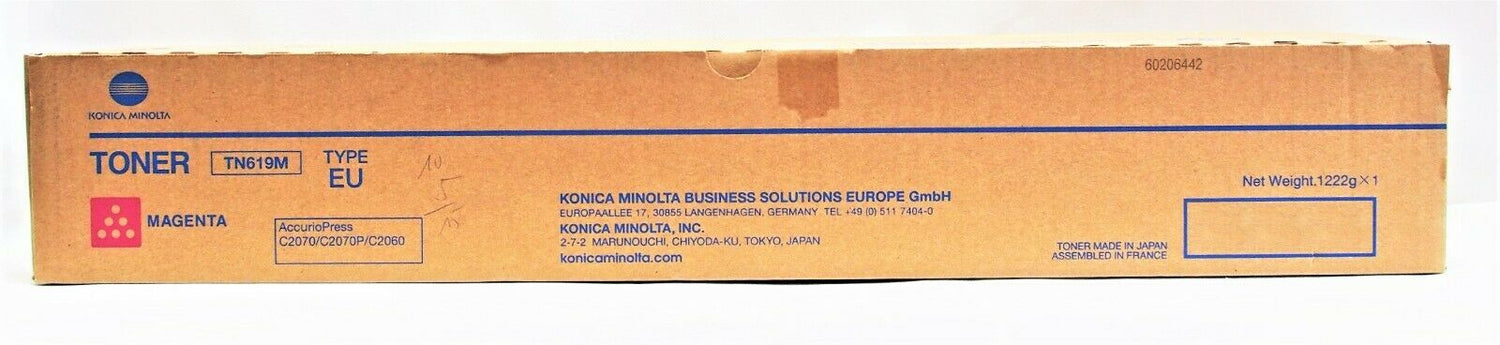 60206442
KONICA MINOLTA
TONER TN619M TYPE EU
MAGENTA
AccurioPress
C2070/C2070P/C2060
10
5
KONICA MINOLTA BUSINESS SOLUTIONS EUROPE GmbH
EUROPAALLEE 17, 30855 LANGENHAGEN, GERMANY TEL +49 (0) 511 7404-0
KONICA MINOLTA, INC.
2-7-2 MARUNOUCHI, CHIYODA-KU, TOKYO, JAPAN
konicaminolta.com
Net Weight.1222g×1
TONER MADE IN JAPAN
ASSEMBLED IN FRANCE